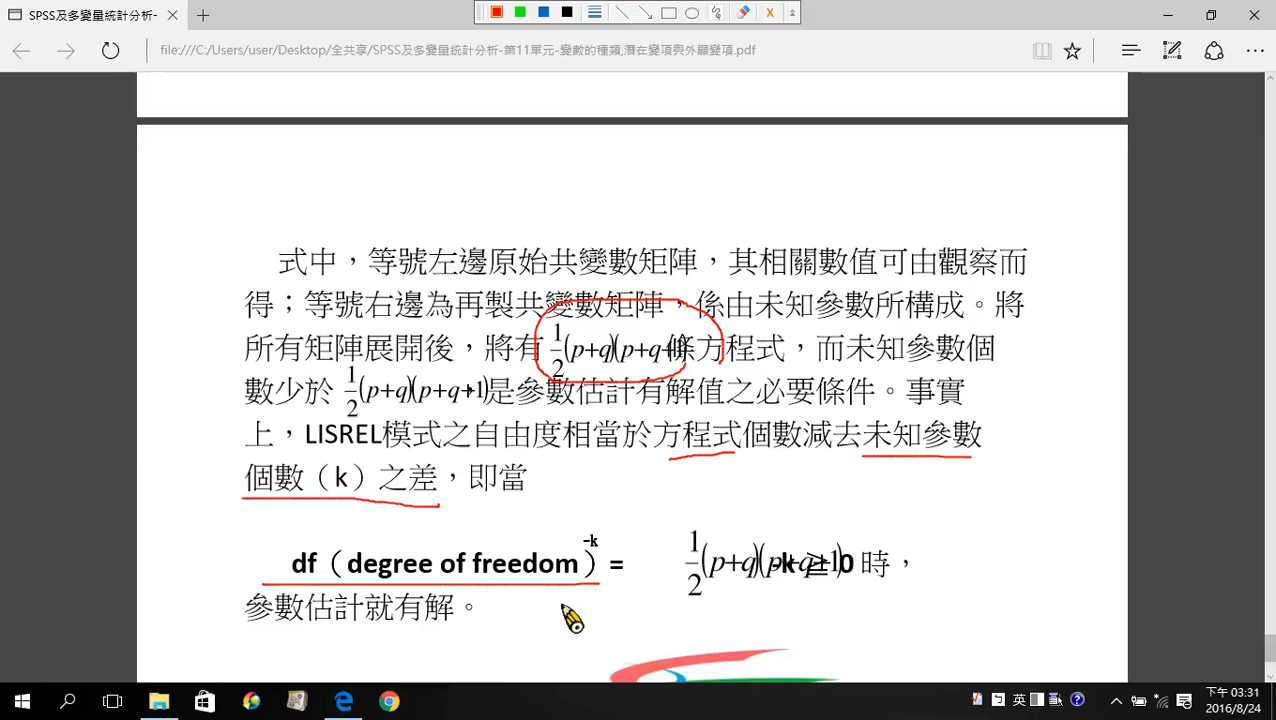 SPSS及多變量統計分析-
file:///C:/Users/user/Desktop/全共享/SPSS及多變量統計分析-第11單元-變數的種類,潛在變項與外顯變項.pdf
式中，等號左邊原始共變數矩陣，其相關數值可由觀察而
得；等號右邊為再製共變數矩陣，係由未知參數所構成。將
所有矩陣展開後，將有 1/2(p+q)(p+q+1)條方程式，而未知參數個
數少於 1/2(p+q)(p+q+1)是參數估計有解值之必要條件。事實
上，LISREL模式之自由度相當於方程式個數減去未知參數
個數（k）之差，即當
df（degree of freedom）-k = 1/2(p+q)(p+q+1)-k ≧ 0 時，
參數估計就有解。
英
下午 03:31
2016/8/24